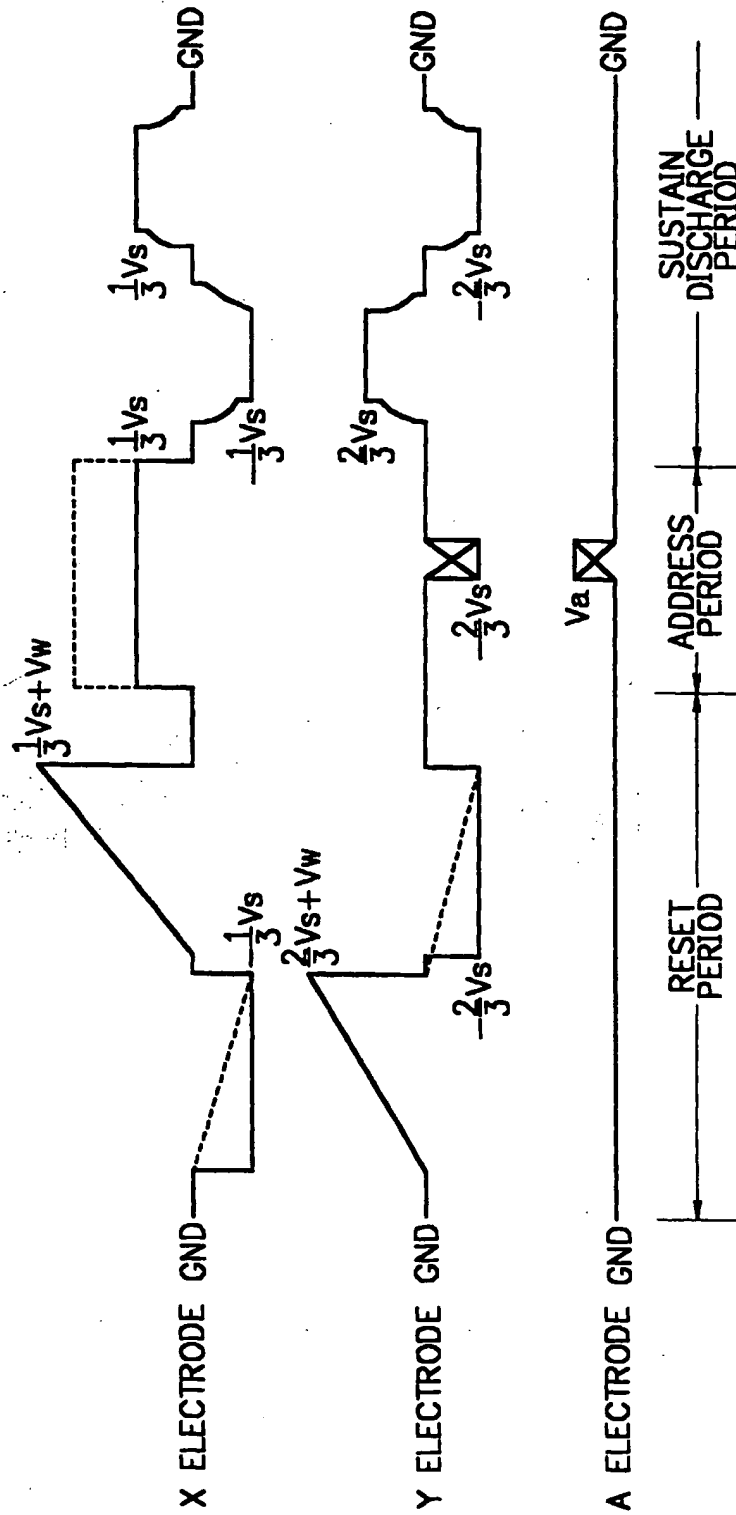 X ELECTRODE GND
-1/3Vs
1/3Vs+Vw
1/3Vs
-1/3Vs
1/3Vs
GND
Y ELECTRODE GND
2/3Vs+Vw
-2/3Vs
-2/3Vs
2/3Vs
-2/3Vs
GND
A ELECTRODE GND
Va
GND
RESET
PERIOD
ADDRESS
PERIOD
SUSTAIN
DISCHARGE
PERIOD